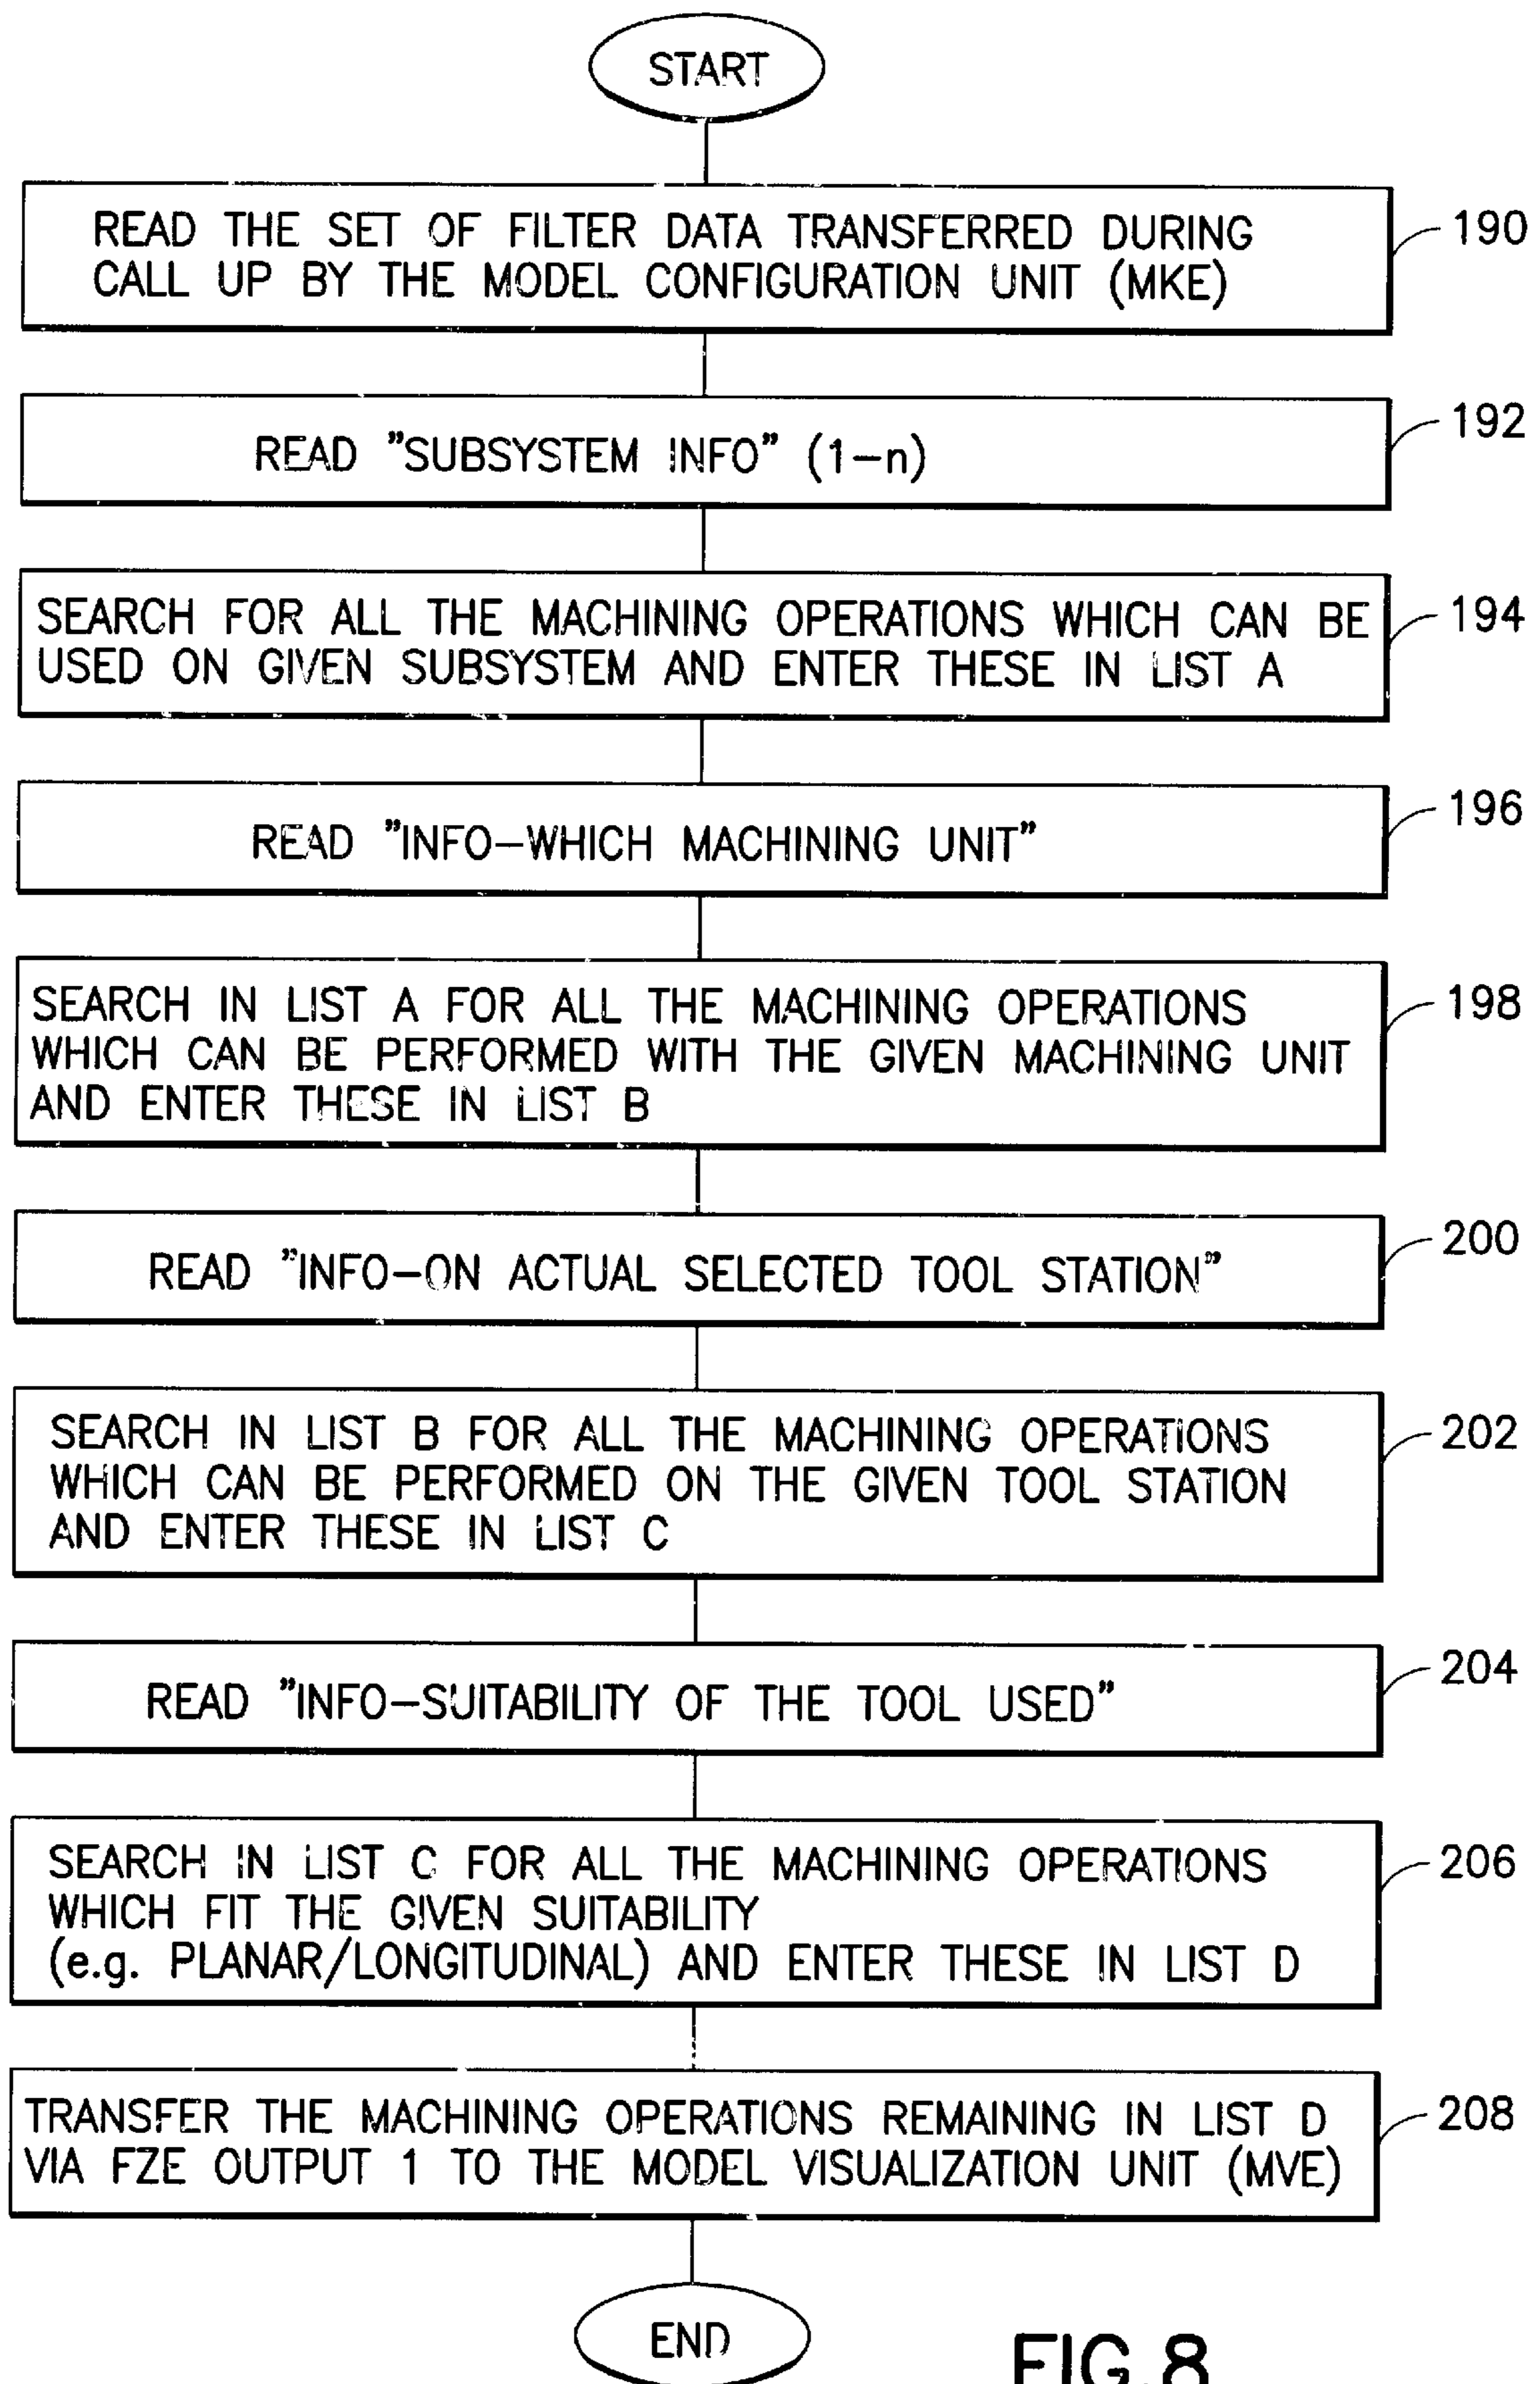 START
READ THE SET OF FILTER DATA TRANSFERRED DURING
CALL UP BY THE MODEL CONFIGURATION UNIT (MKE)
190
READ "SUBSYSTEM INFO" (1–n)
192
SEARCH FOR ALL THE MACHINING OPERATIONS WHICH CAN BE
USED ON GIVEN SUBSYSTEM AND ENTER THESE IN LIST A
194
READ "INFO–WHICH MACHINING UNIT"
196
SEARCH IN LIST A FOR ALL THE MACHINING OPERATIONS
WHICH CAN BE PERFORMED WITH THE GIVEN MACHINING UNIT
AND ENTER THESE IN LIST B
198
READ "INFO–ON ACTUAL SELECTED TOOL STATION"
200
SEARCH IN LIST B FOR ALL THE MACHINING OPERATIONS
WHICH CAN BE PERFORMED ON THE GIVEN TOOL STATION
AND ENTER THESE IN LIST C
202
READ "INFO–SUITABILITY OF THE TOOL USED"
204
SEARCH IN LIST C FOR ALL THE MACHINING OPERATIONS
WHICH FIT THE GIVEN SUITABILITY
(e.g. PLANAR/LONGITUDINAL) AND ENTER THESE IN LIST D
206
TRANSFER THE MACHINING OPERATIONS REMAINING IN LIST D
VIA FZE OUTPUT 1 TO THE MODEL VISUALIZATION UNIT (MVE)
208
END
FIG.8